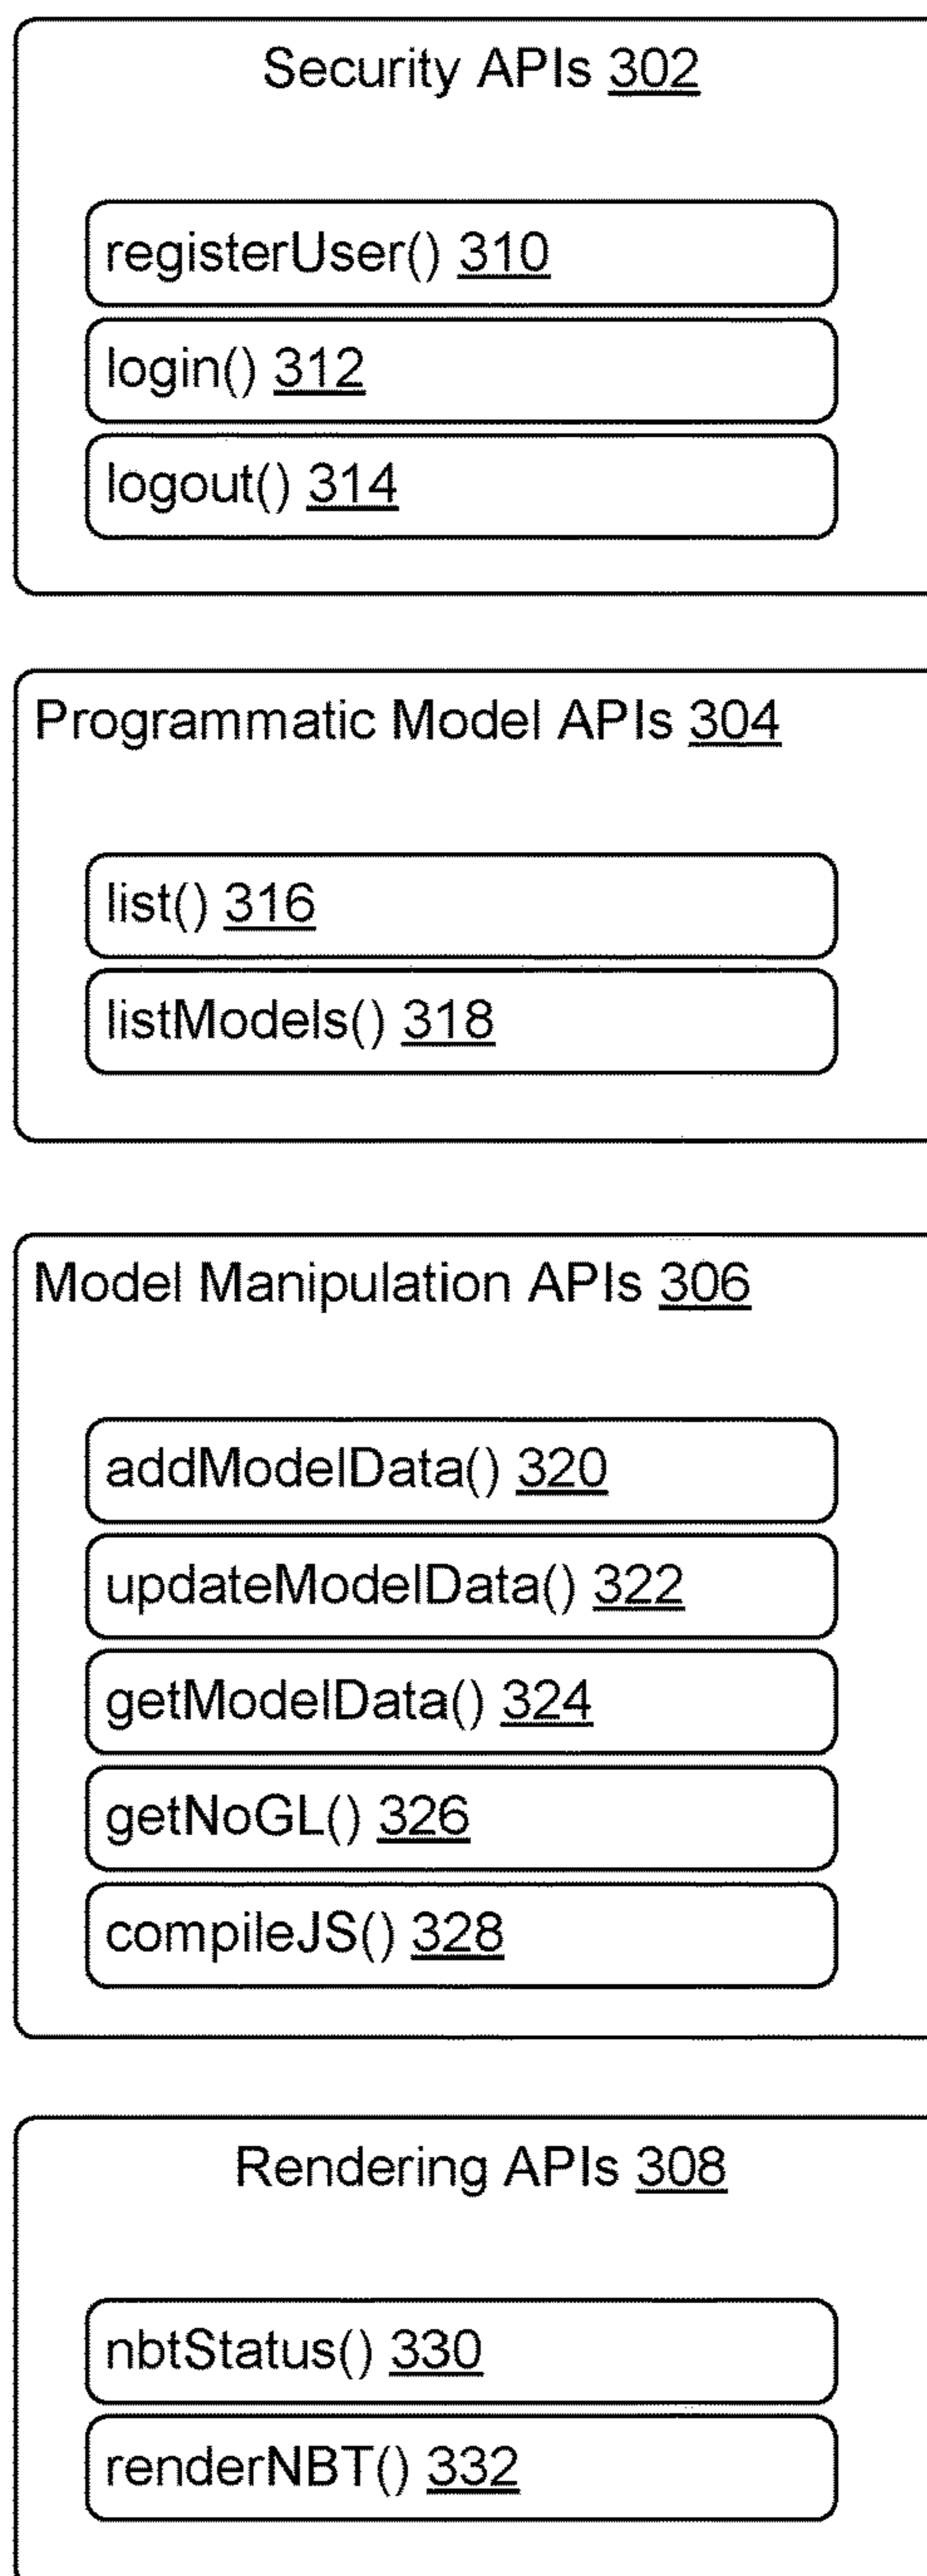 Security APIs 302
registerUser() 310
login() 312
logout() 314
Programmatic Model APIs 304
list() 316
listModels() 318
Model Manipulation APIs 306
addModelData() 320
updateModelData() 322
getModelData() 324
getNoGL() 326
compileJS() 328
Rendering APIs 308
nbtStatus() 330
renderNBT() 332